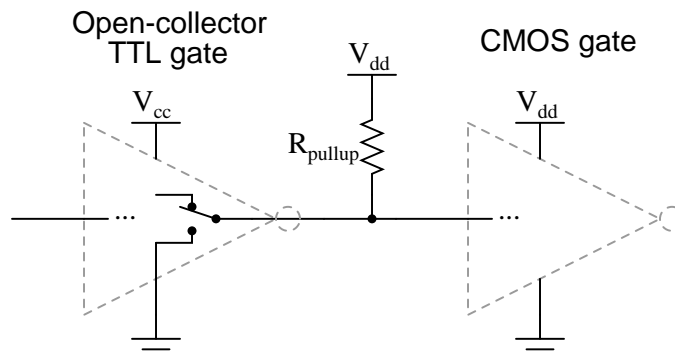 Open-collector
TTL gate
CMOS gate
Vdd
Vcc
Vdd
Rpullup
...
...